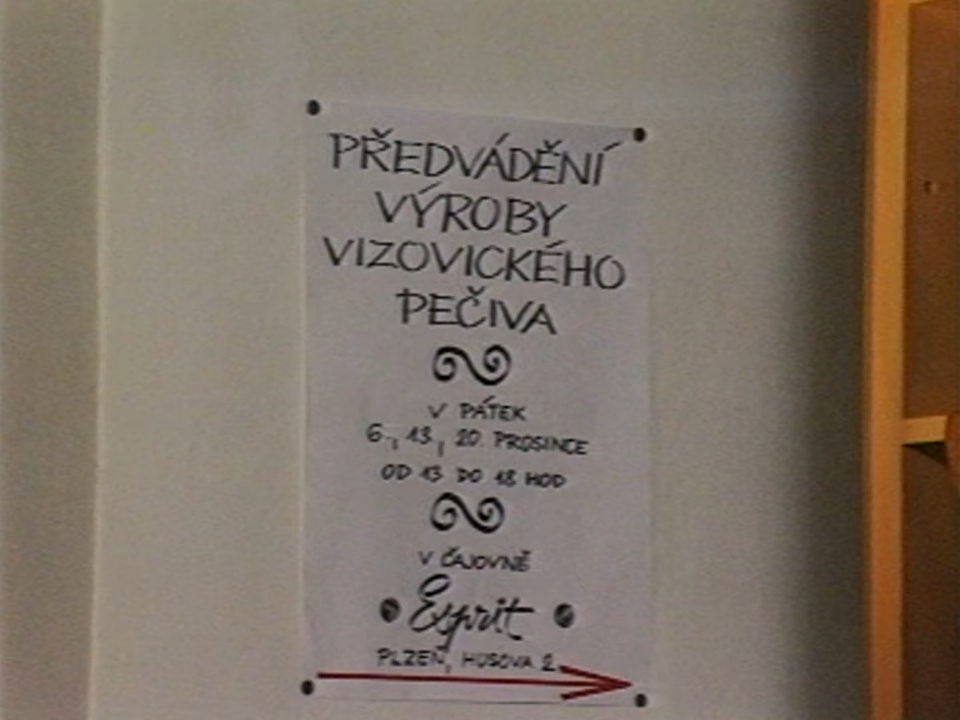 PŘEDVÁDĚNÍ
VÝROBY
VIZOVICKÉHO
PEČIVA
V PÁTEK
6., 13., 20. PROSINCE
OD 13 DO 18 HOD
V ČAJOVNĚ
Esprit
PLZEŇ, HUSOVA 2